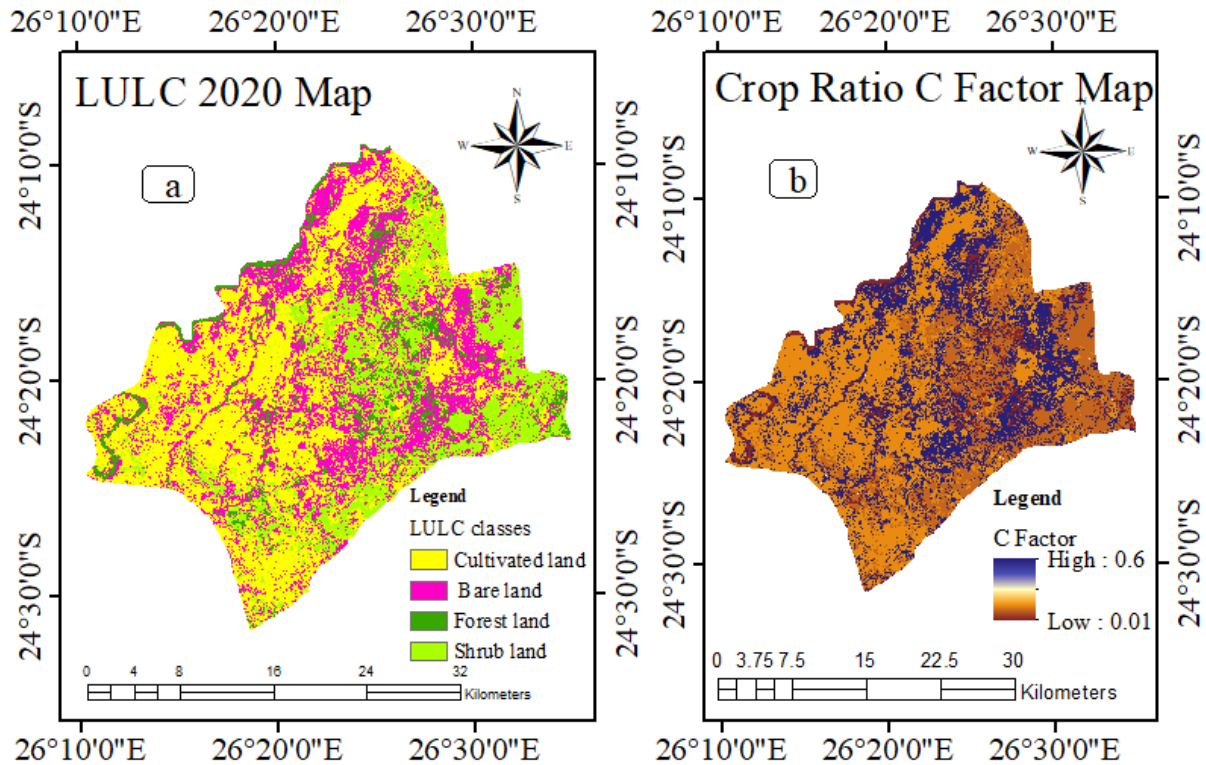 26°10'0"E 26°20'0"E 26°30'0"E
LULC 2020 Map
N
W E
S
a
24°10'0"S
24°20'0"S
24°30'0"S
24°10'0"S
24°20'0"S
24°30'0"S
Legend
LULC classes
Cultivated land
Bare land
Forest land
Shrub land
0 4 8 16 24 32
Kilometers
26°10'0"E 26°20'0"E 26°30'0"E
26°10'0"E 26°20'0"E 26°30'0"E
Crop Ratio C Factor Map
N
W E
S
b
24°10'0"S
24°20'0"S
24°30'0"S
24°10'0"S
24°20'0"S
24°30'0"S
Legend
C Factor
High : 0.6
Low : 0.01
0 3.75 7.5 15 22.5 30
Kilometers
26°10'0"E 26°20'0"E 26°30'0"E